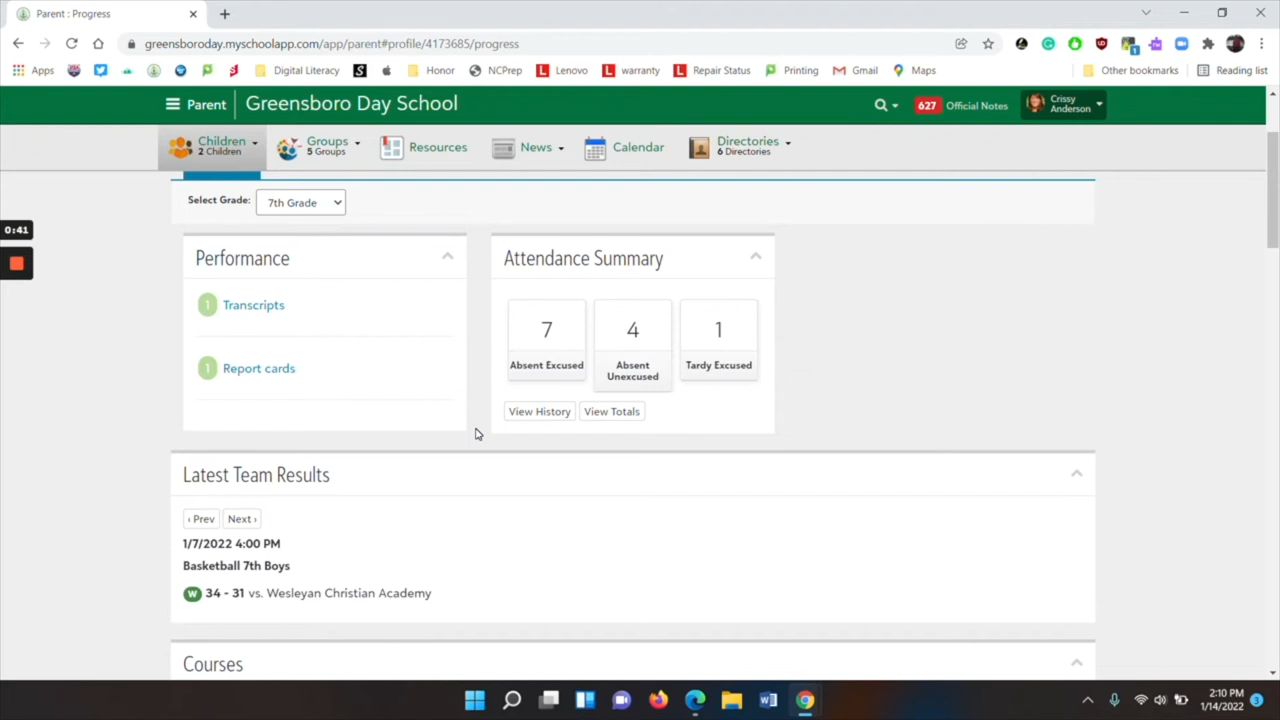 Parent : Progress
greensboroday.myschoolapp.com/app/parent#profile/4173685/progress
Apps Digital Literacy Honor NCPrep Lenovo warranty Repair Status Printing Gmail Maps Other bookmarks Reading list
Parent Greensboro Day School 627 Official Notes Crissy Anderson
Children Groups Resources News Calendar Directories
2 Children 5 Groups 6 Directories
Select Grade: 7th Grade
0:41
Performance
1 Transcripts
1 Report cards
Attendance Summary
7 4 1
Absent Excused Absent Unexcused Tardy Excused
View History View Totals
Latest Team Results
‹ Prev Next ›
1/7/2022 4:00 PM
Basketball 7th Boys
W 34 - 31 vs. Wesleyan Christian Academy
Courses
2:10 PM
1/14/2022 3